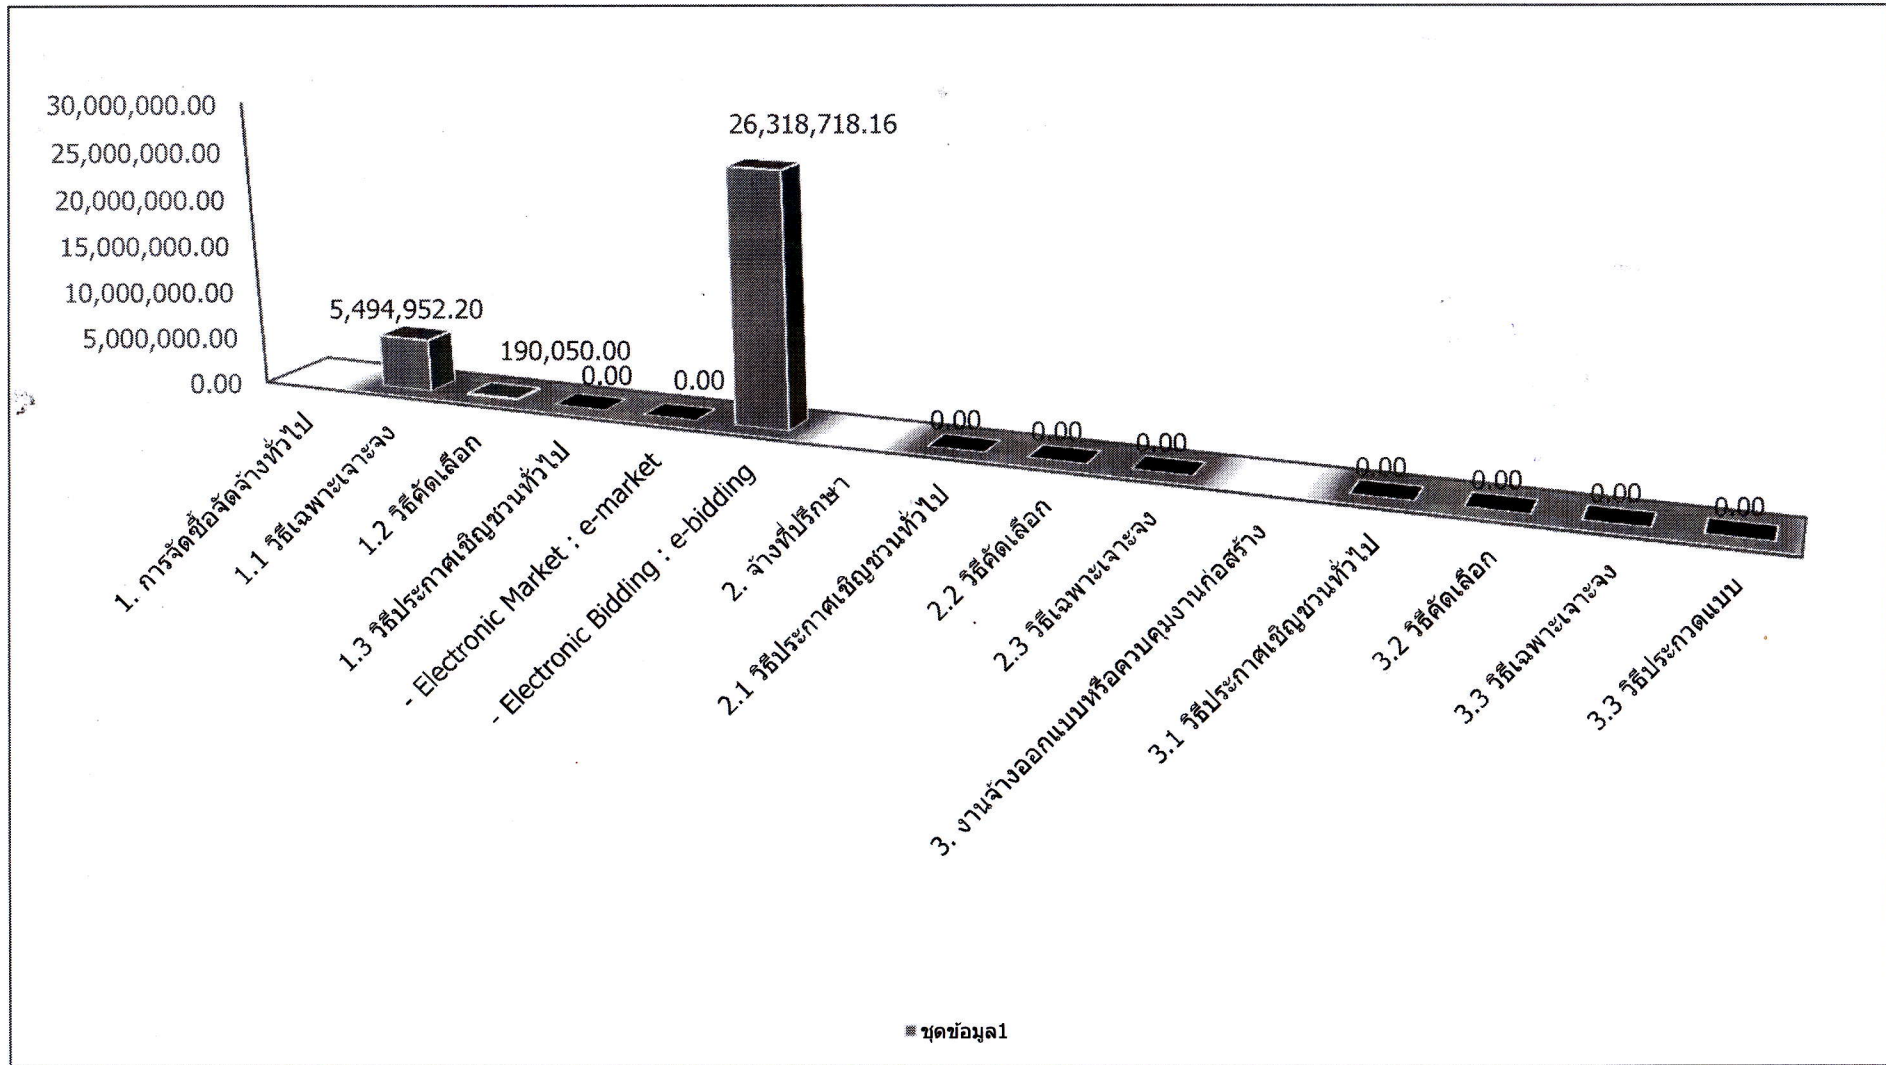 30,000,000.00
25,000,000.00
20,000,000.00
15,000,000.00
10,000,000.00
5,000,000.00
0.00
5,494,952.20
190,050.00
0.00
0.00
26,318,718.16
0.00
0.00
0.00
0.00
0.00
0.00
0.00
1. การจัดซื้อจัดจ้างทั่วไป
1.1 วิธีเฉพาะเจาะจง
1.2 วิธีคัดเลือก
1.3 วิธีประกาศเชิญชวนทั่วไป
- Electronic Market : e-market
- Electronic Bidding : e-bidding
2. จ้างที่ปรึกษา
2.1 วิธีประกาศเชิญชวนทั่วไป
2.2 วิธีคัดเลือก
2.3 วิธีเฉพาะเจาะจง
3. งานจ้างออกแบบหรือควบคุมงานก่อสร้าง
3.1 วิธีประกาศเชิญชวนทั่วไป
3.2 วิธีคัดเลือก
3.3 วิธีเฉพาะเจาะจง
3.3 วิธีประกวดแบบ
ชุดข้อมูล1